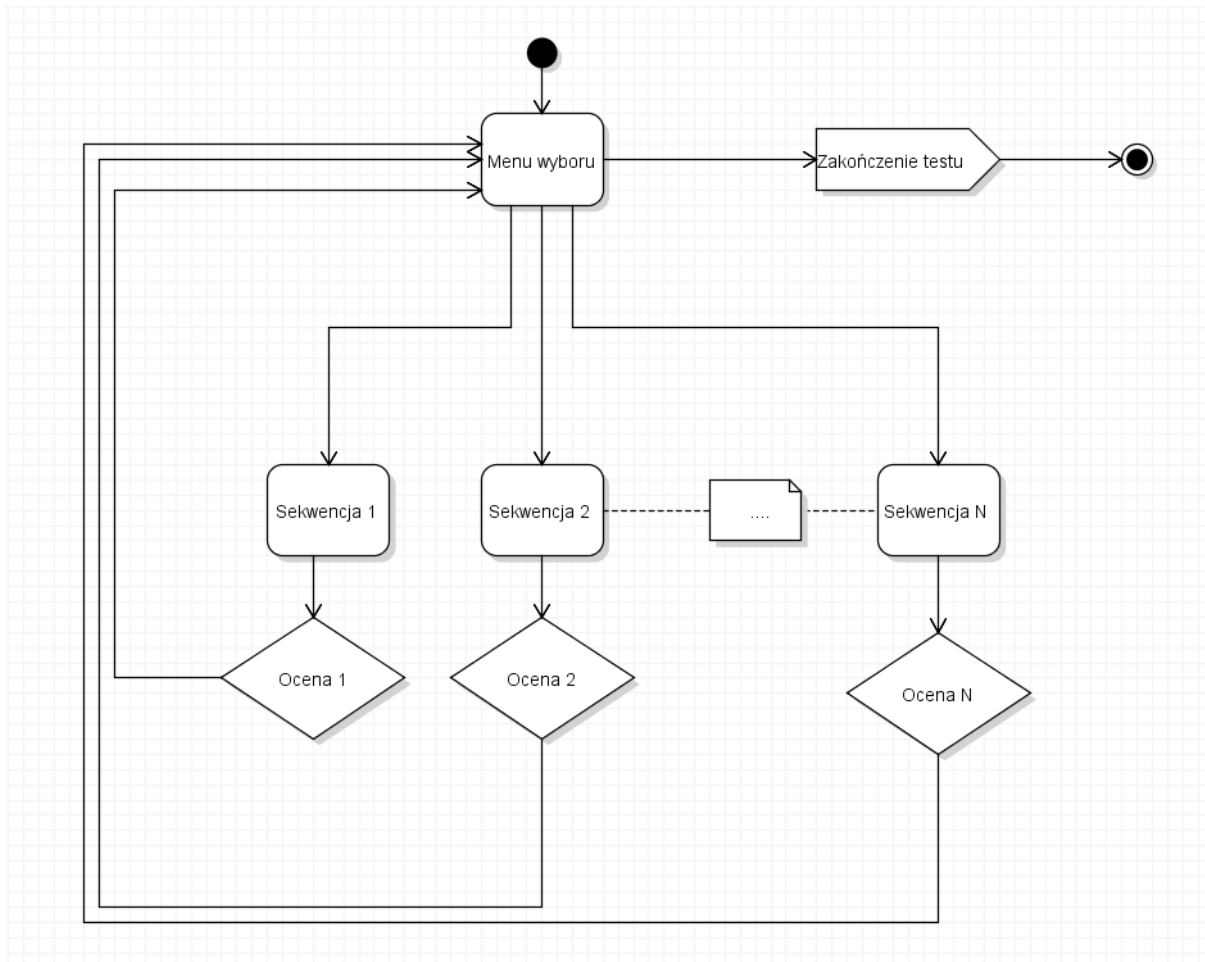 Menu wyboru
Zakończenie testu
Sekwencja 1
Sekwencja 2
....
Sekwencja N
Ocena 1
Ocena 2
Ocena N